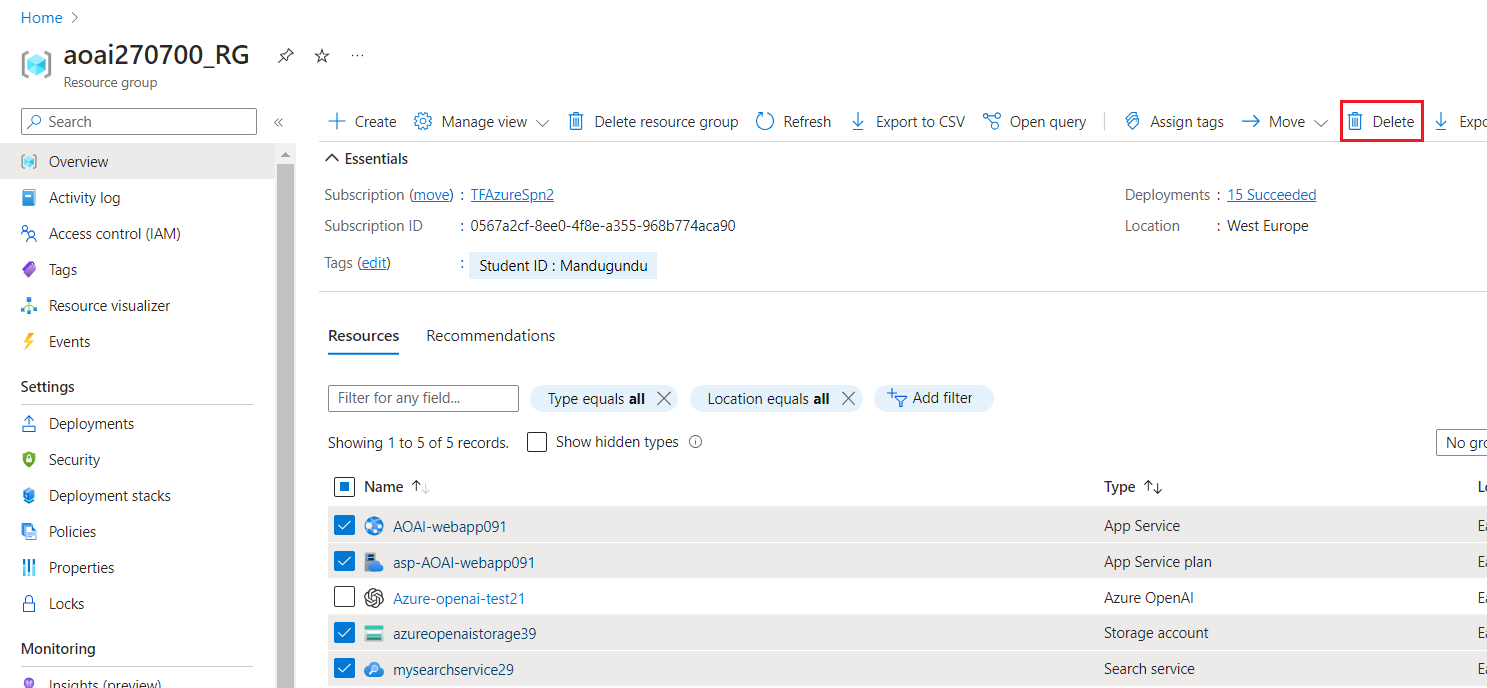 Home
aoai270700_RG
Resource group
Search
Create Manage view Delete resource group Refresh Export to CSV Open query Assign tags Move Delete Expo
Overview
Activity log
Access control (IAM)
Tags
Resource visualizer
Events
Settings
Deployments
Security
Deployment stacks
Policies
Properties
Locks
Monitoring
Insights (preview)
Essentials
Subscription (move) : TFAzureSpn2
Deployments : 15 Succeeded
Subscription ID : 0567a2cf-8ee0-4f8e-a355-968b774aca90
Location : West Europe
Tags (edit) : Student ID : Mandugundu
Resources Recommendations
Filter for any field... Type equals all Location equals all Add filter
Showing 1 to 5 of 5 records. Show hidden types No gro
Name Type Lo
AOAI-webapp091 App Service Ea
asp-AOAI-webapp091 App Service plan Ea
Azure-openai-test21 Azure OpenAI Ea
azureopenaistorage39 Storage account Ea
mysearchservice29 Search service Ea